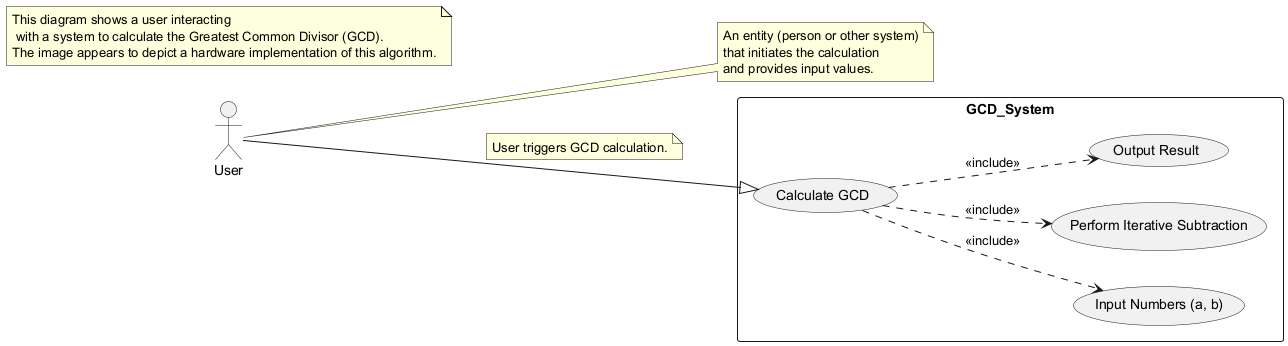 This diagram shows a user interacting
with a system to calculate the Greatest Common Divisor (GCD).
The image appears to depict a hardware implementation of this algorithm.
An entity (person or other system)
that initiates the calculation
and provides input values.
User
User triggers GCD calculation.
GCD_System
Calculate GCD
«include»
Output Result
«include»
Perform Iterative Subtraction
«include»
Input Numbers (a, b)